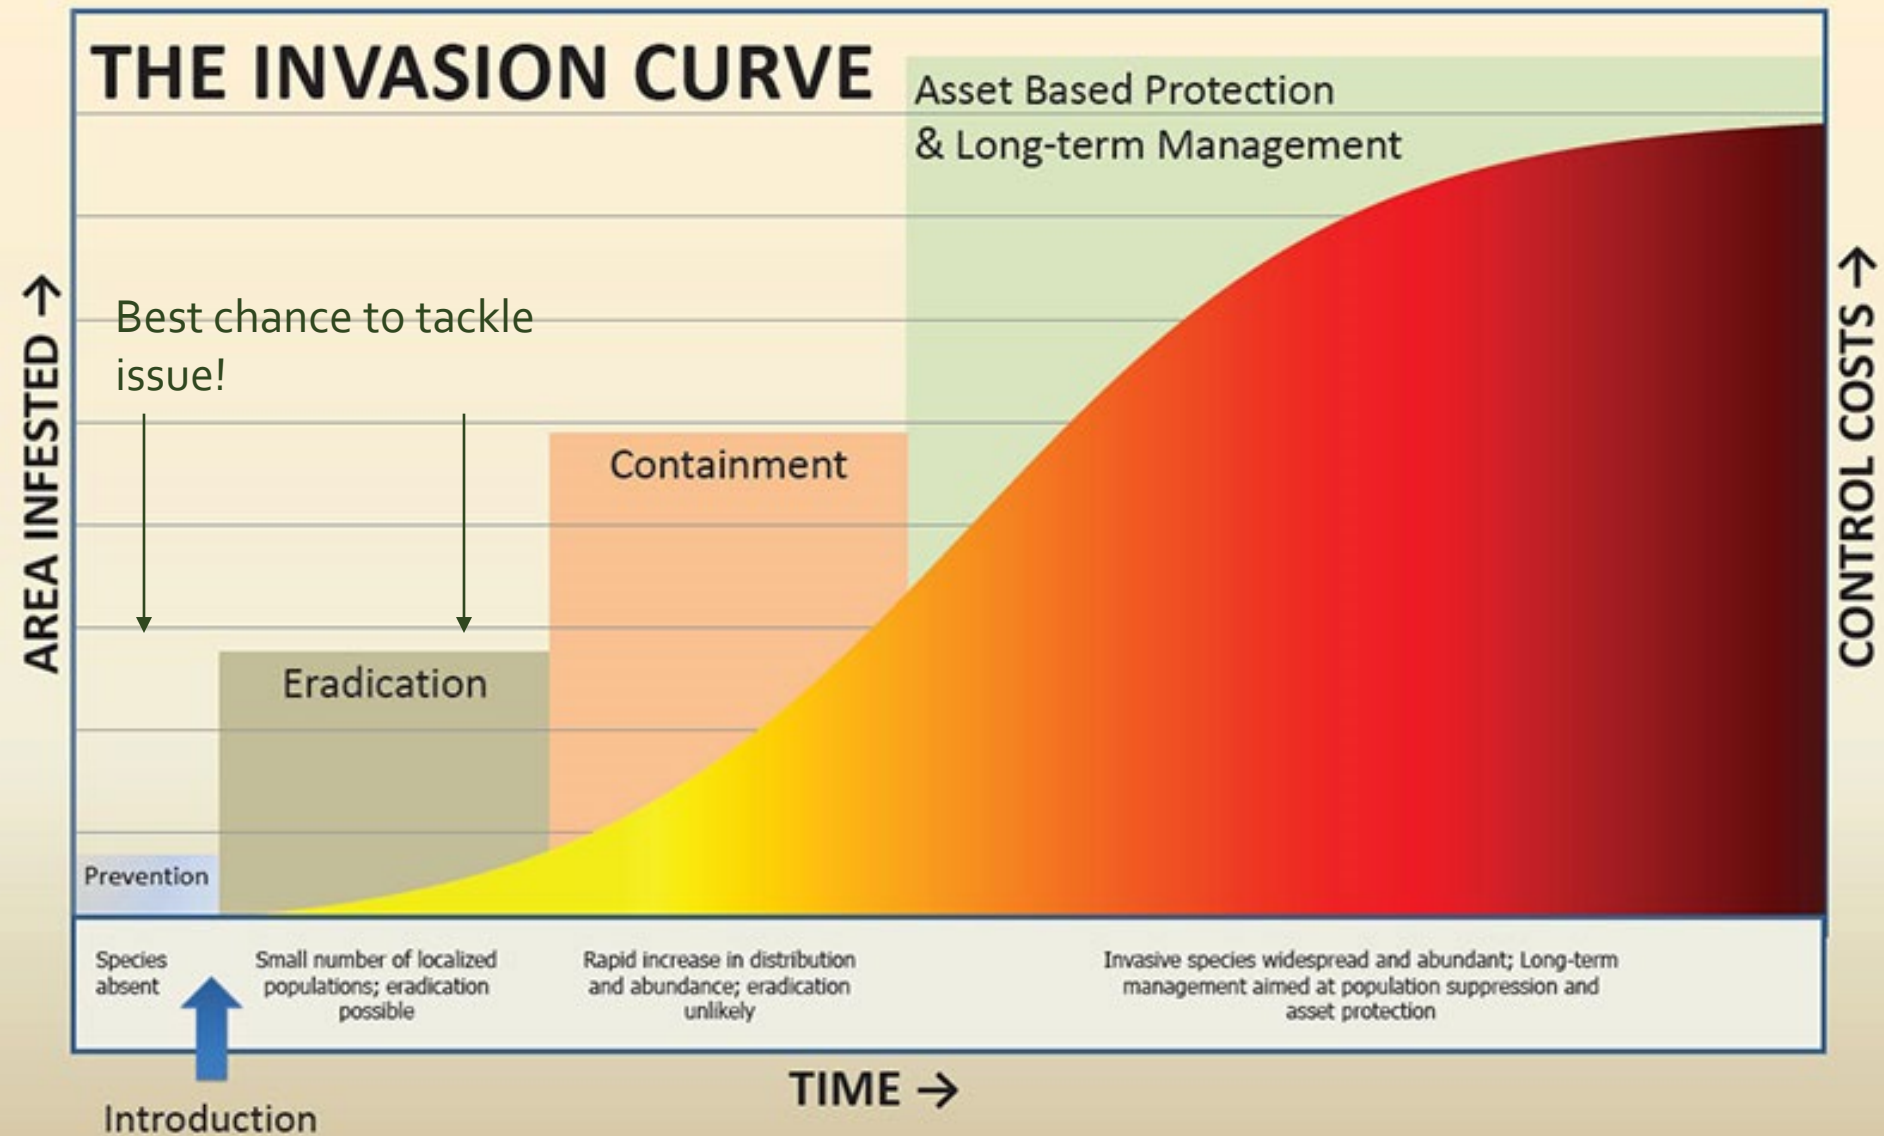 THE INVASION CURVE
Asset Based Protection
& Long-term Management
Best chance to tackle
issue!
AREA INFESTED →
CONTROL COSTS →
Containment
Eradication
Prevention
Species
absent
Small number of localized
populations; eradication
possible
Rapid increase in distribution
and abundance; eradication
unlikely
Invasive species widespread and abundant; Long-term
management aimed at population suppression and
asset protection
TIME →
Introduction